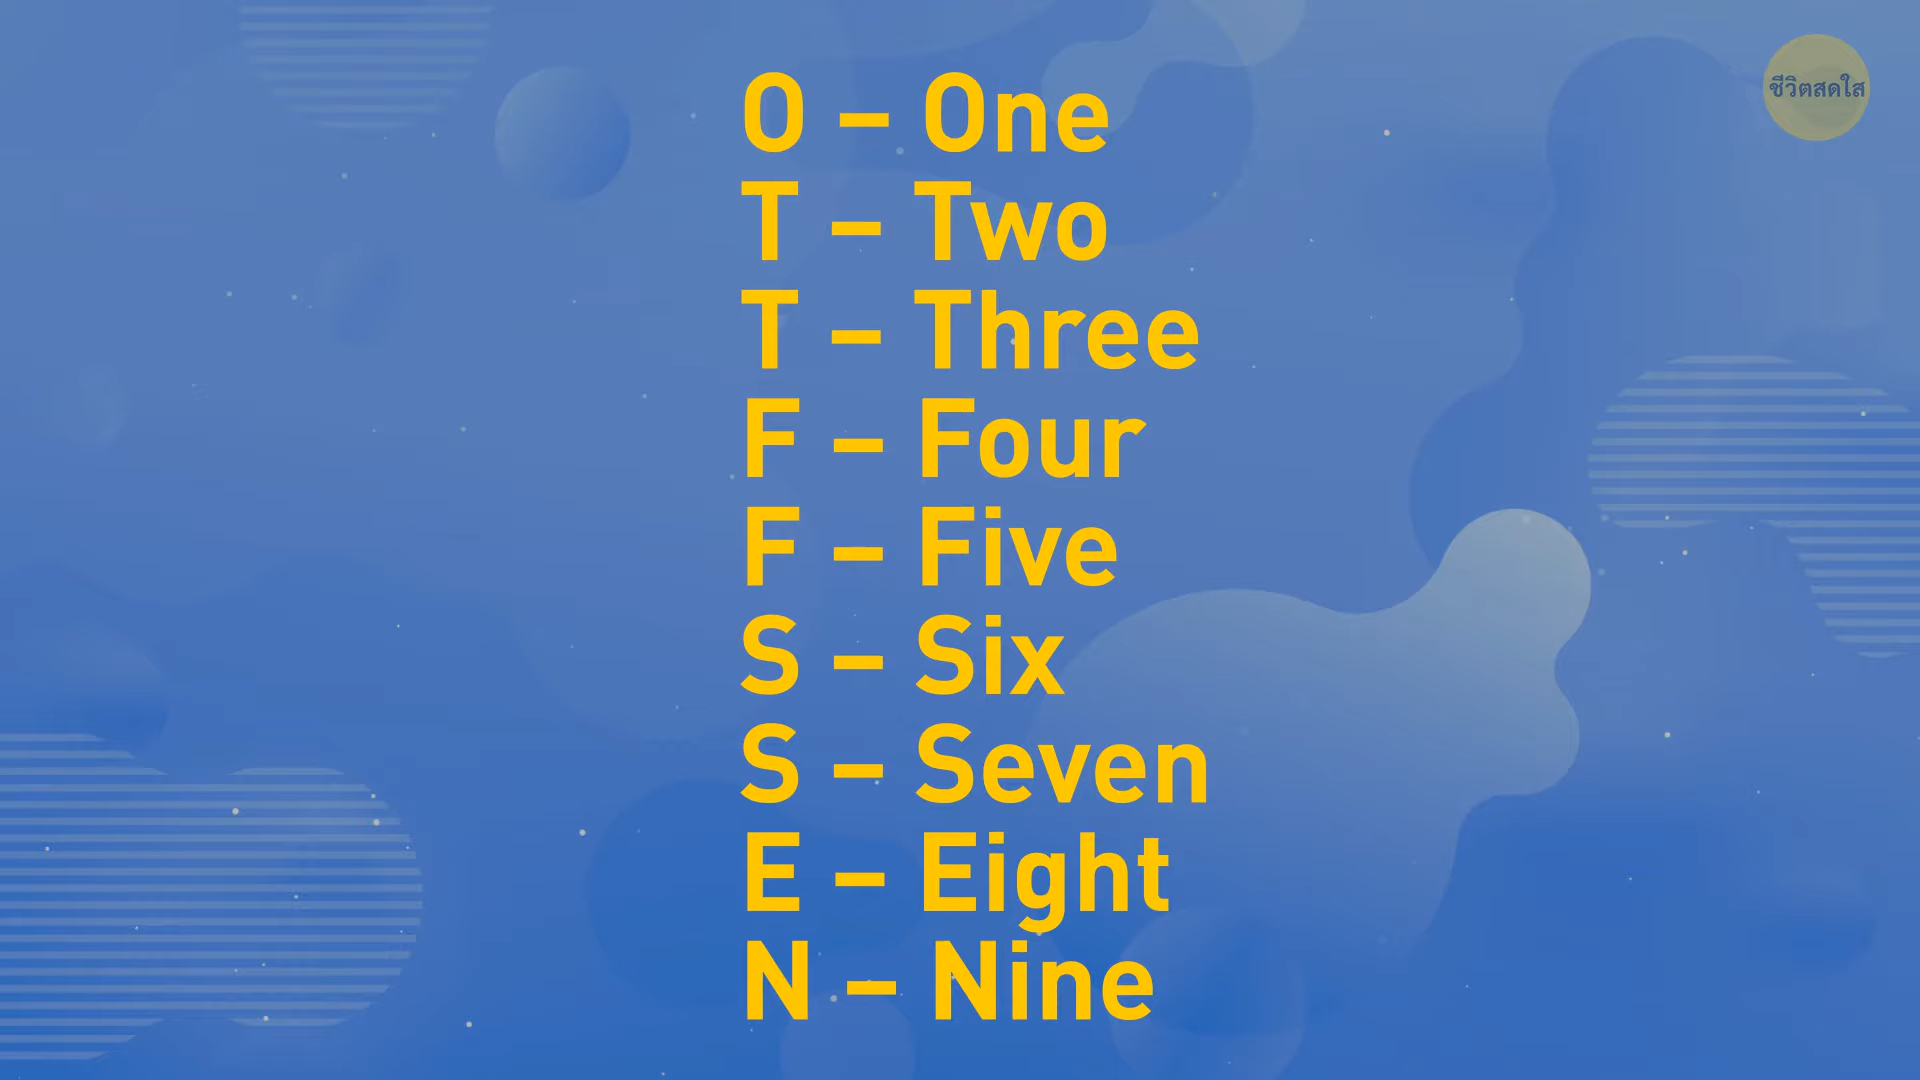 ชีวิตสดใส
O – One
T – Two
T – Three
F – Four
F – Five
S – Six
S – Seven
E – Eight
N – Nine